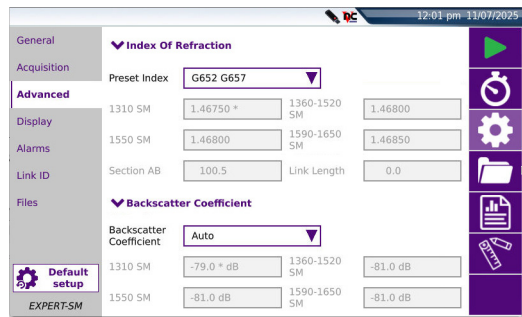 12:01 pm 11/07/2025
General
Acquisition
Advanced
Display
Alarms
Link ID
Files
Default
setup
EXPERT-SM
Index Of Refraction
Preset Index G652 G657
1310 SM 1.46750 * 1360-1520 SM 1.46800
1550 SM 1.46800 1590-1650 SM 1.46850
Section AB 100.5 Link Length 0.0
Backscatter Coefficient
Backscatter Coefficient Auto
1310 SM -79.0 * dB 1360-1520 SM -81.0 dB
1550 SM -81.0 dB 1590-1650 SM -81.0 dB